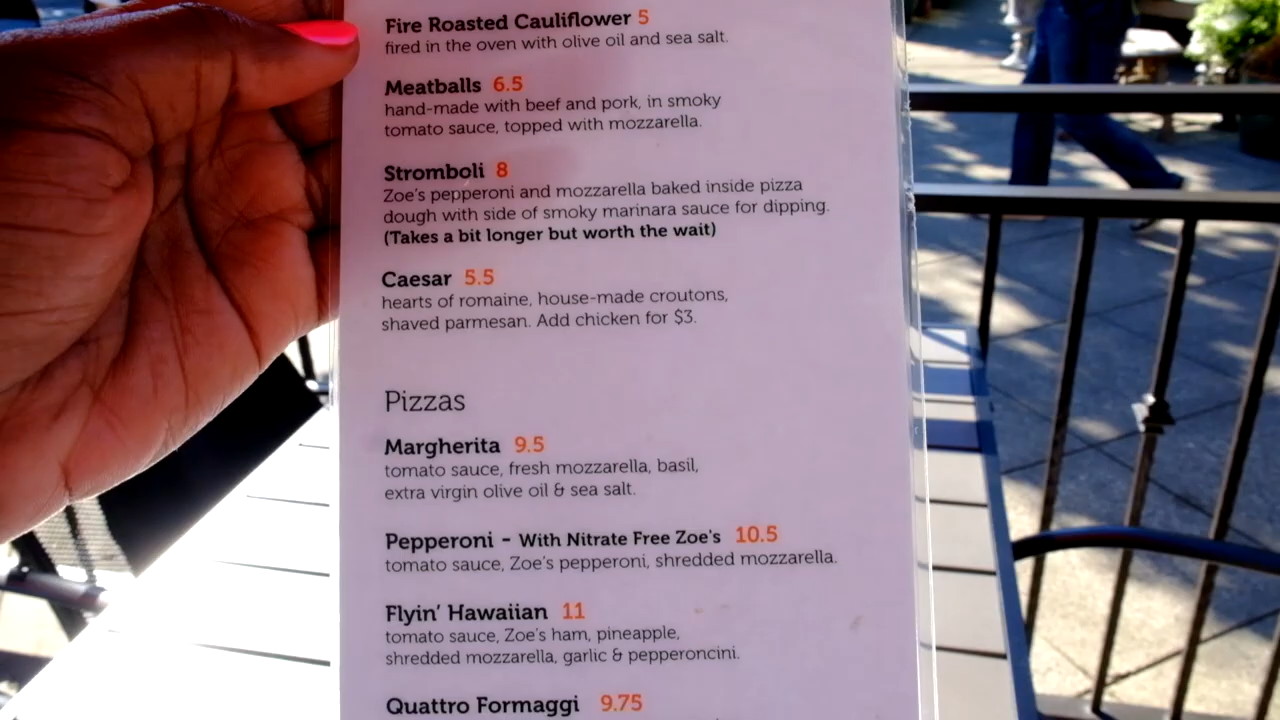 Fire Roasted Cauliflower 5
fired in the oven with olive oil and sea salt.
Meatballs 6.5
hand-made with beef and pork, in smoky
tomato sauce, topped with mozzarella.
Stromboli 8
Zoe's pepperoni and mozzarella baked inside pizza
dough with side of smoky marinara sauce for dipping.
(Takes a bit longer but worth the wait)
Caesar 5.5
hearts of romaine, house-made croutons,
shaved parmesan. Add chicken for $3.
Pizzas
Margherita 9.5
tomato sauce, fresh mozzarella, basil,
extra virgin olive oil & sea salt.
Pepperoni - With Nitrate Free Zoe's 10.5
tomato sauce, Zoe's pepperoni, shredded mozzarella.
Flyin' Hawaiian 11
tomato sauce, Zoe's ham, pineapple,
shredded mozzarella, garlic & pepperoncini.
Quattro Formaggi 9.75